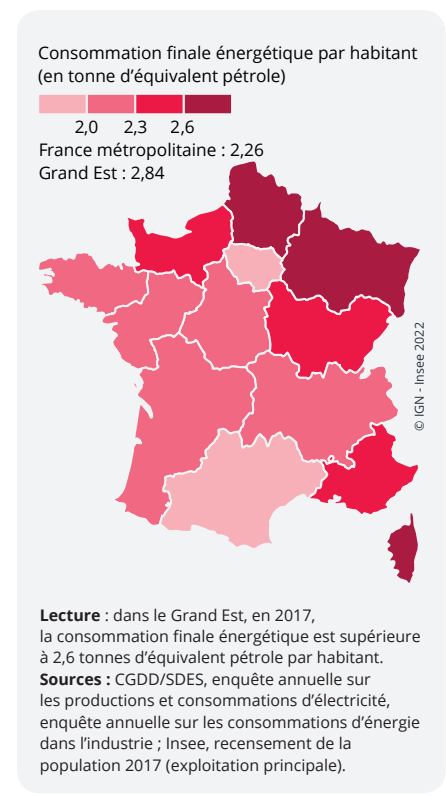 Consommation finale énergétique par habitant
(en tonne d’équivalent pétrole)
2,0 2,3 2,6
France métropolitaine : 2,26
Grand Est : 2,84
© IGN - Insee 2022
Lecture : dans le Grand Est, en 2017,
la consommation finale énergétique est supérieure
à 2,6 tonnes d’équivalent pétrole par habitant.
Sources : CGDD/SDES, enquête annuelle sur
les productions et consommations d’électricité,
enquête annuelle sur les consommations d’énergie
dans l’industrie ; Insee, recensement de la
population 2017 (exploitation principale).